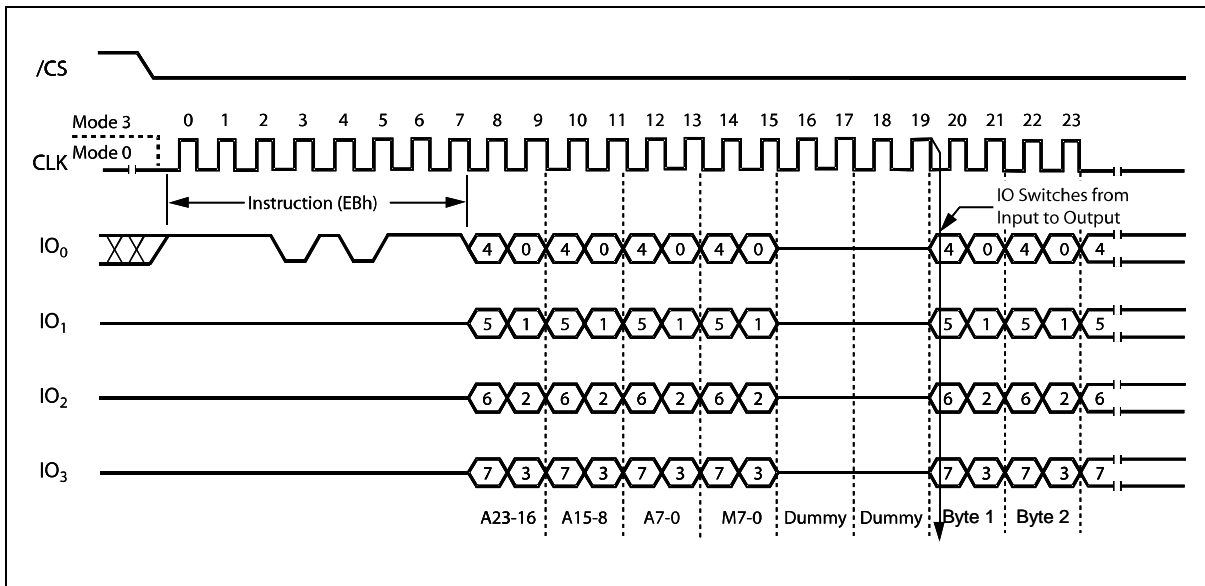 /CS
Mode 3
0 1 2 3 4 5 6 7 8 9 10 11 12 13 14 15 16 17 18 19 20 21 22 23
CLK
Mode 0
Instruction (EBh)
IO Switches from
Input to Output
IO0
4 0 4 0 4 0 4 0 4 0 4 0 4
IO1
5 1 5 1 5 1 5 1 5 1 5 1 5
IO2
6 2 6 2 6 2 6 2 6 2 6 2 6
IO3
7 3 7 3 7 3 7 3 7 3 7 3 7
A23-16 A15-8 A7-0 M7-0 Dummy Dummy Byte 1 Byte 2